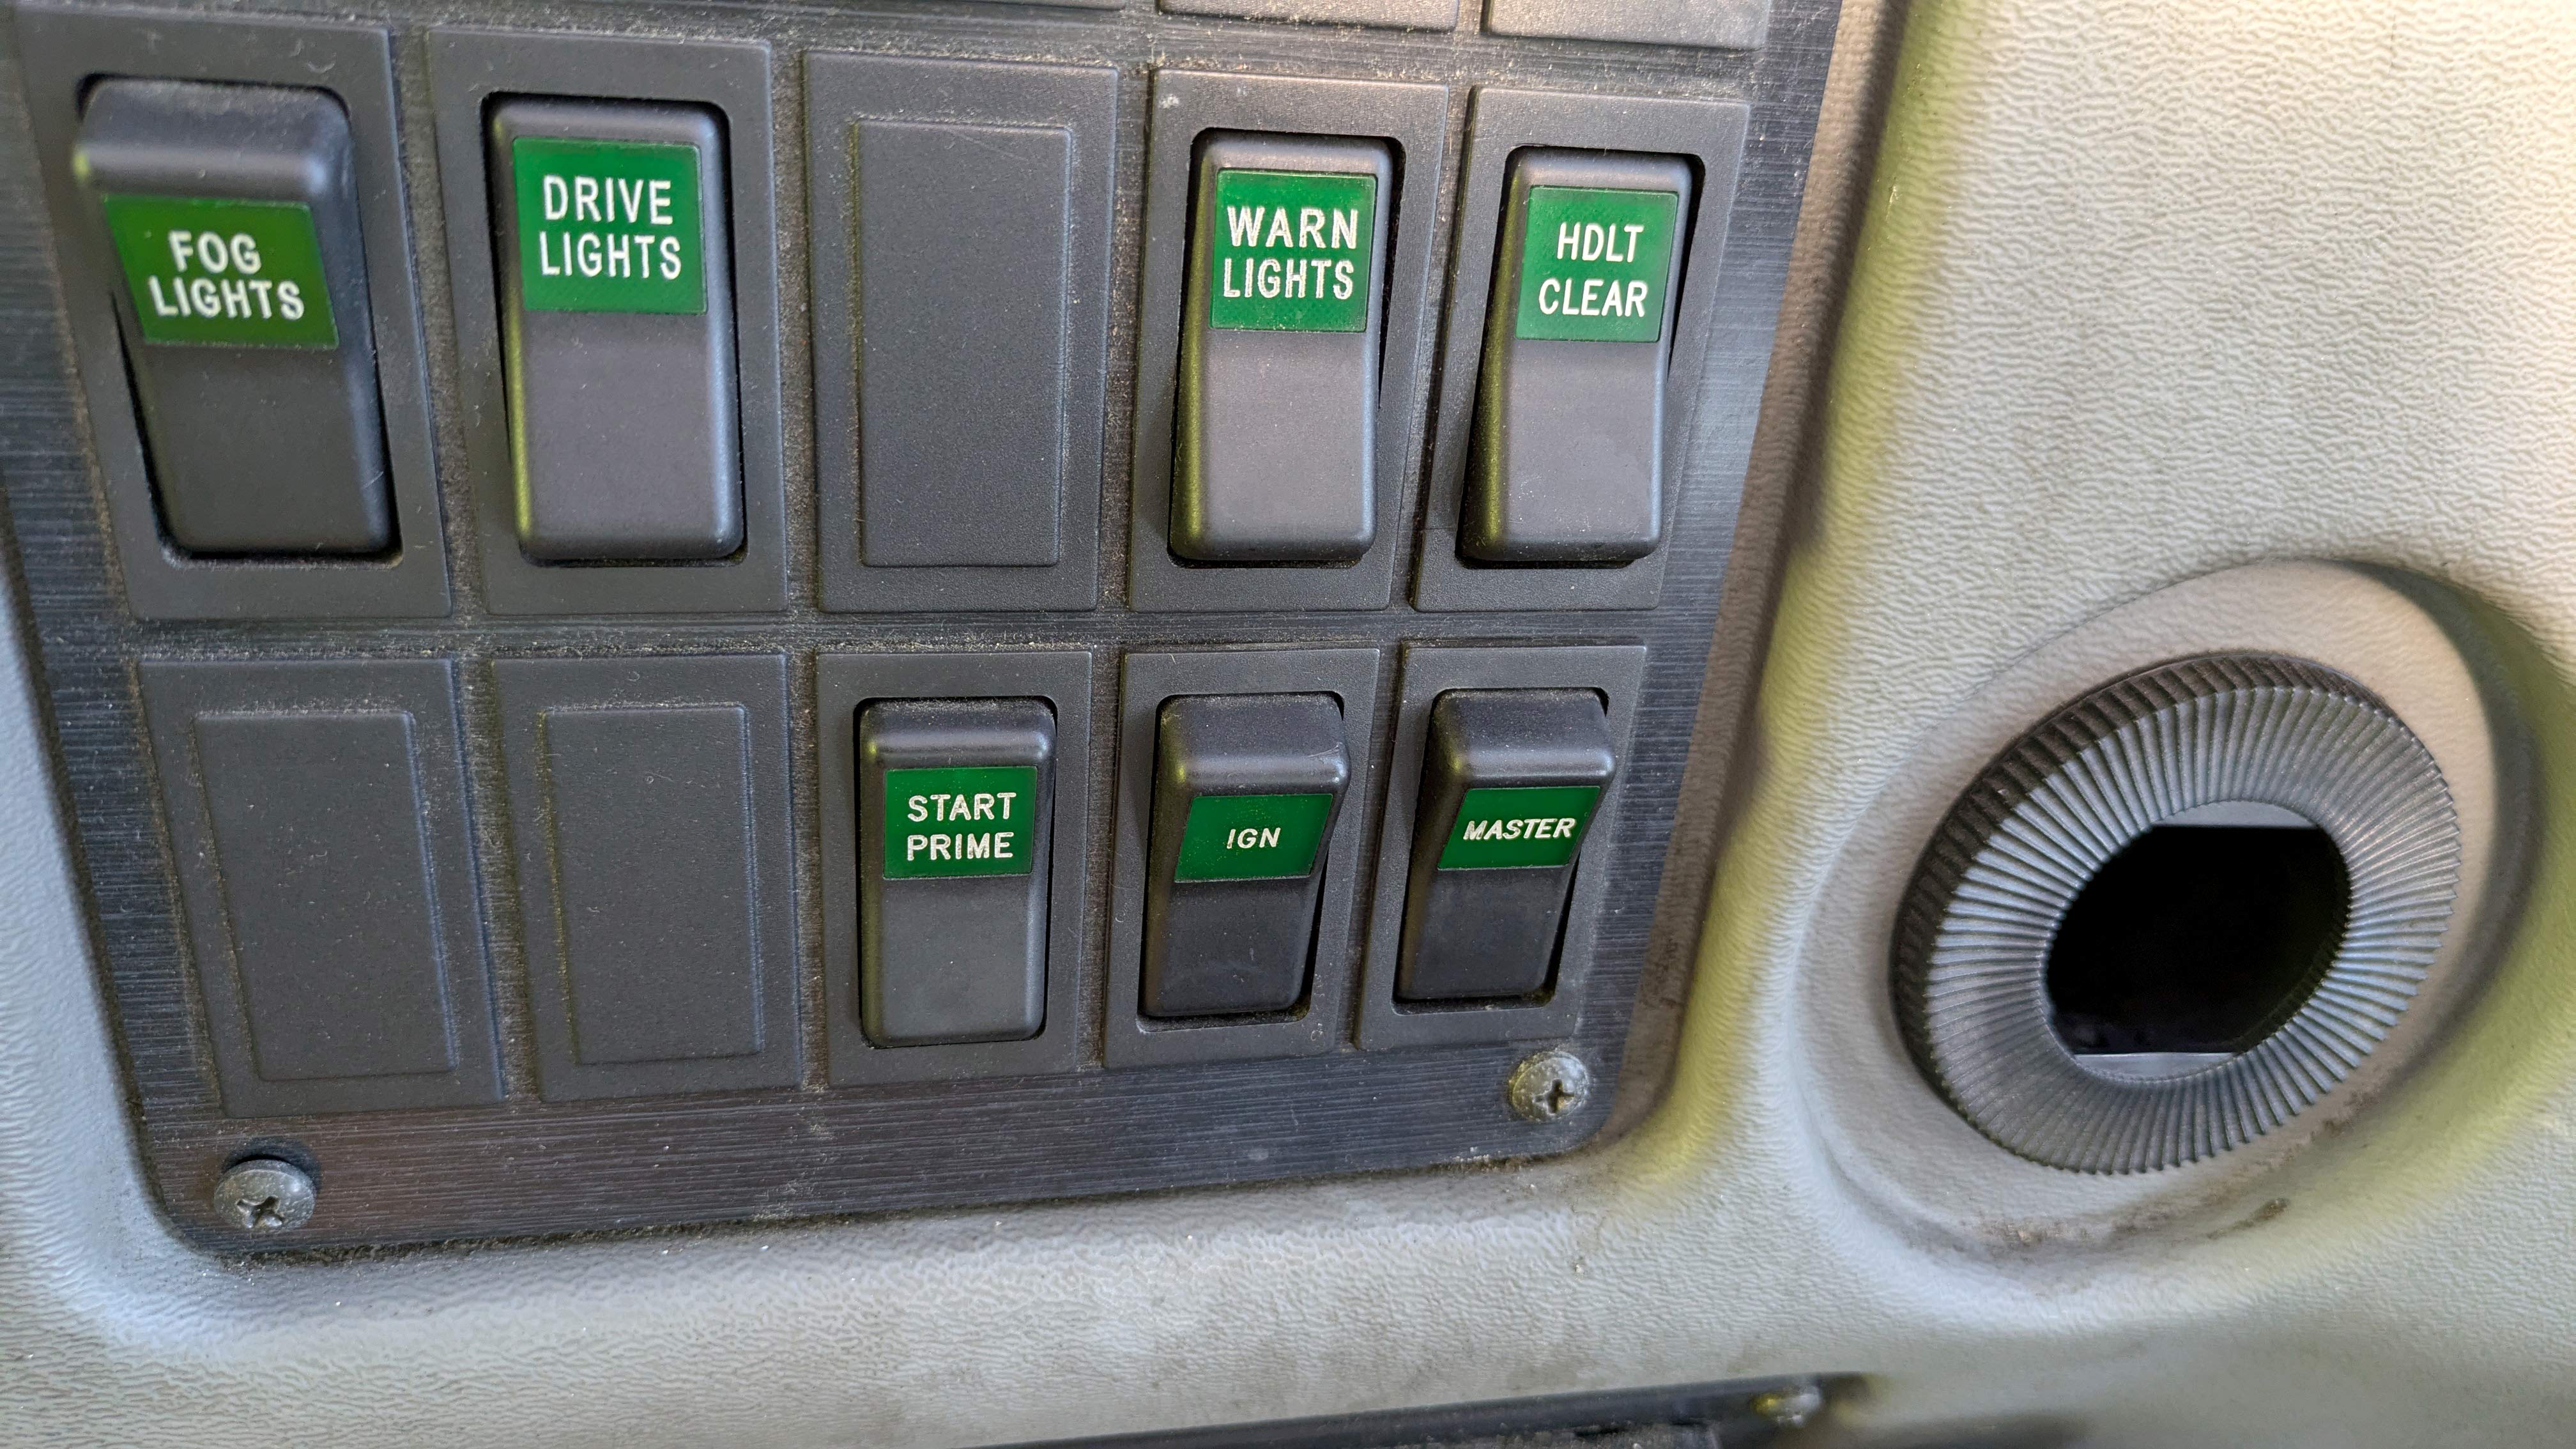 FOG
LIGHTS
DRIVE
LIGHTS
WARN
LIGHTS
HDLT
CLEAR
START
PRIME
IGN
MASTER